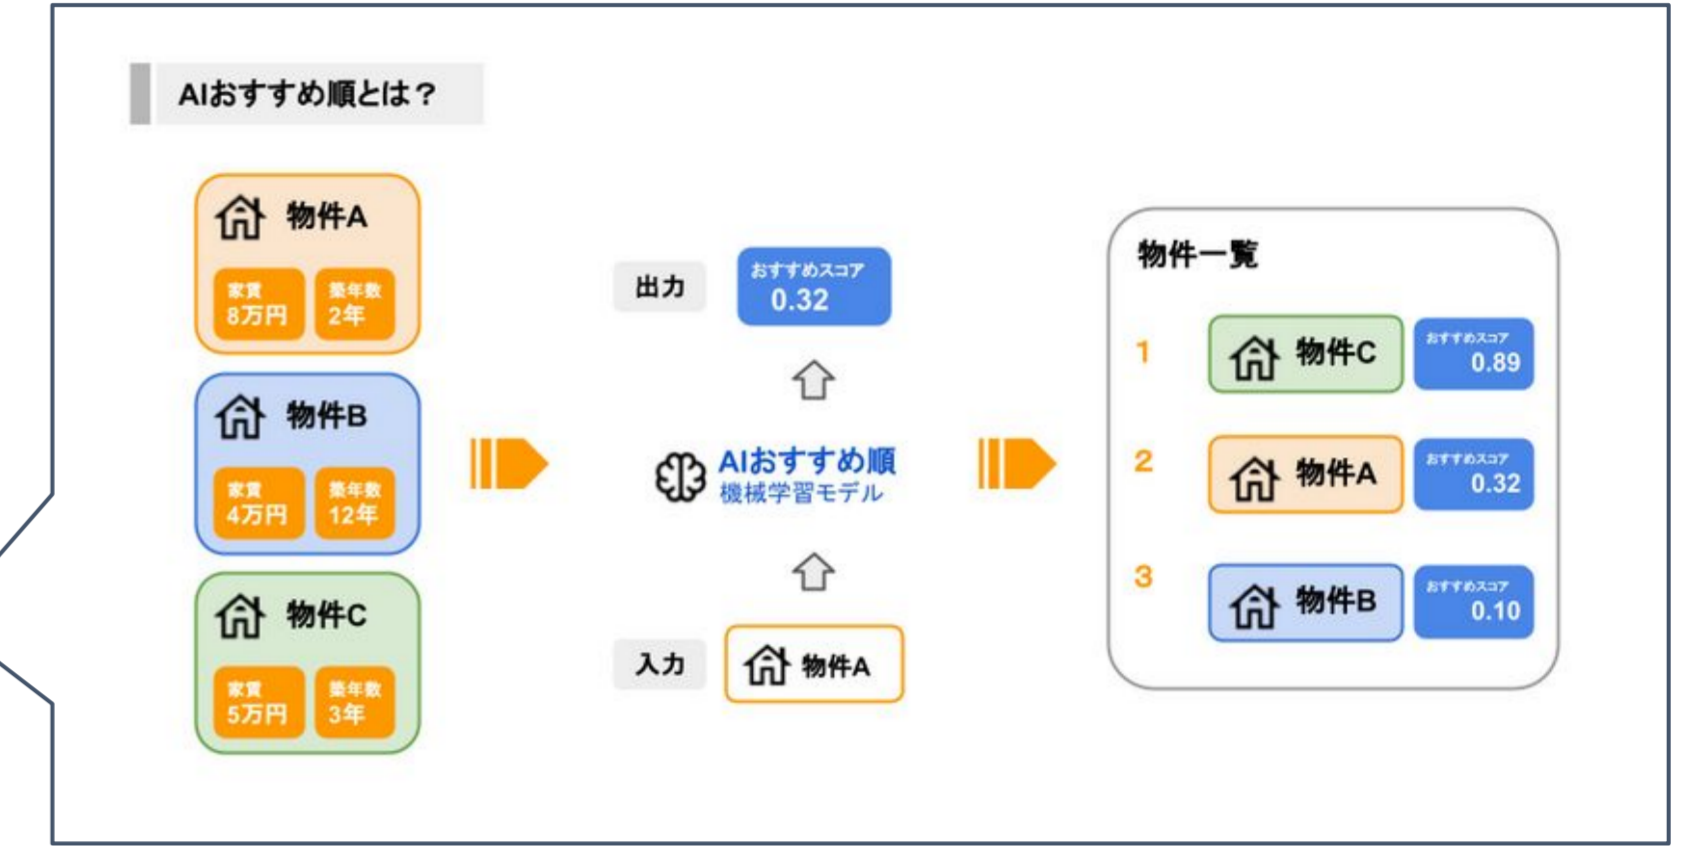 AIおすすめ順とは？
物件A
家賃
8万円
築年数
2年
物件B
家賃
4万円
築年数
12年
物件C
家賃
5万円
築年数
3年
出力
おすすめスコア
0.32
AIおすすめ順
機械学習モデル
入力
物件A
物件一覧
1
物件C
おすすめスコア
0.89
2
物件A
おすすめスコア
0.32
3
物件B
おすすめスコア
0.10